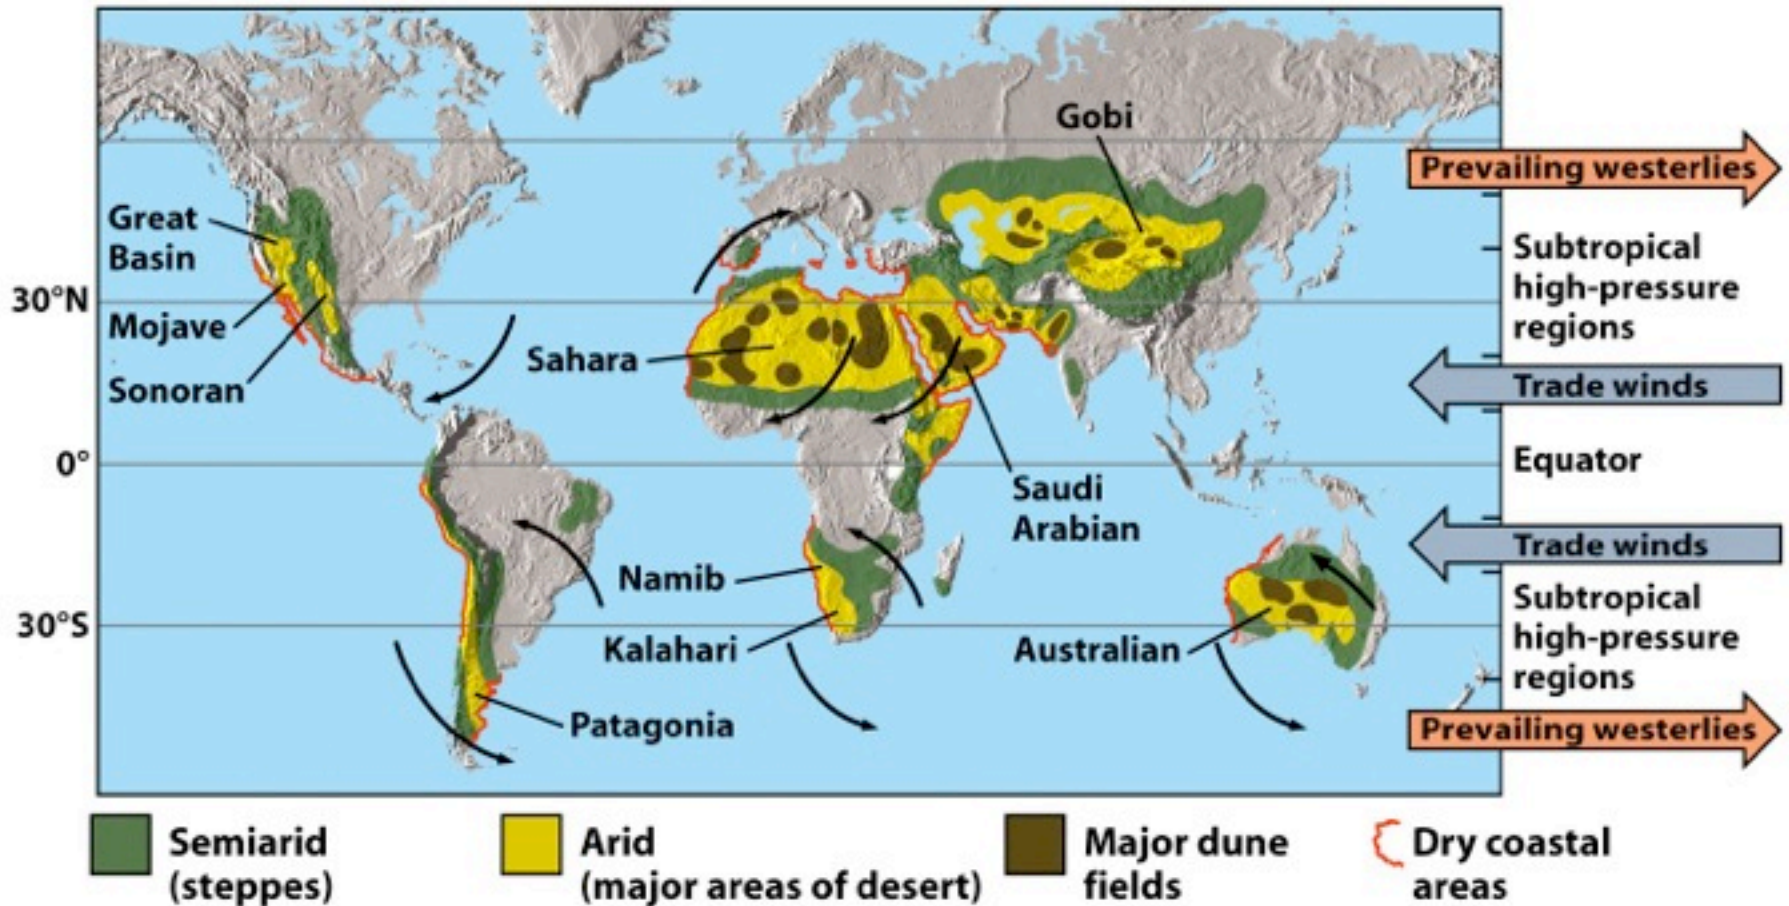 Gobi
Prevailing westerlies
Great
Basin
Subtropical
high-pressure
regions
30°N
Mojave
Sahara
Sonoran
Trade winds
0°
Equator
Saudi
Arabian
Trade winds
Namib
Subtropical
high-pressure
regions
30°S
Kalahari
Australian
Patagonia
Prevailing westerlies
Semiarid
(steppes)
Arid
(major areas of desert)
Major dune
fields
Dry coastal
areas